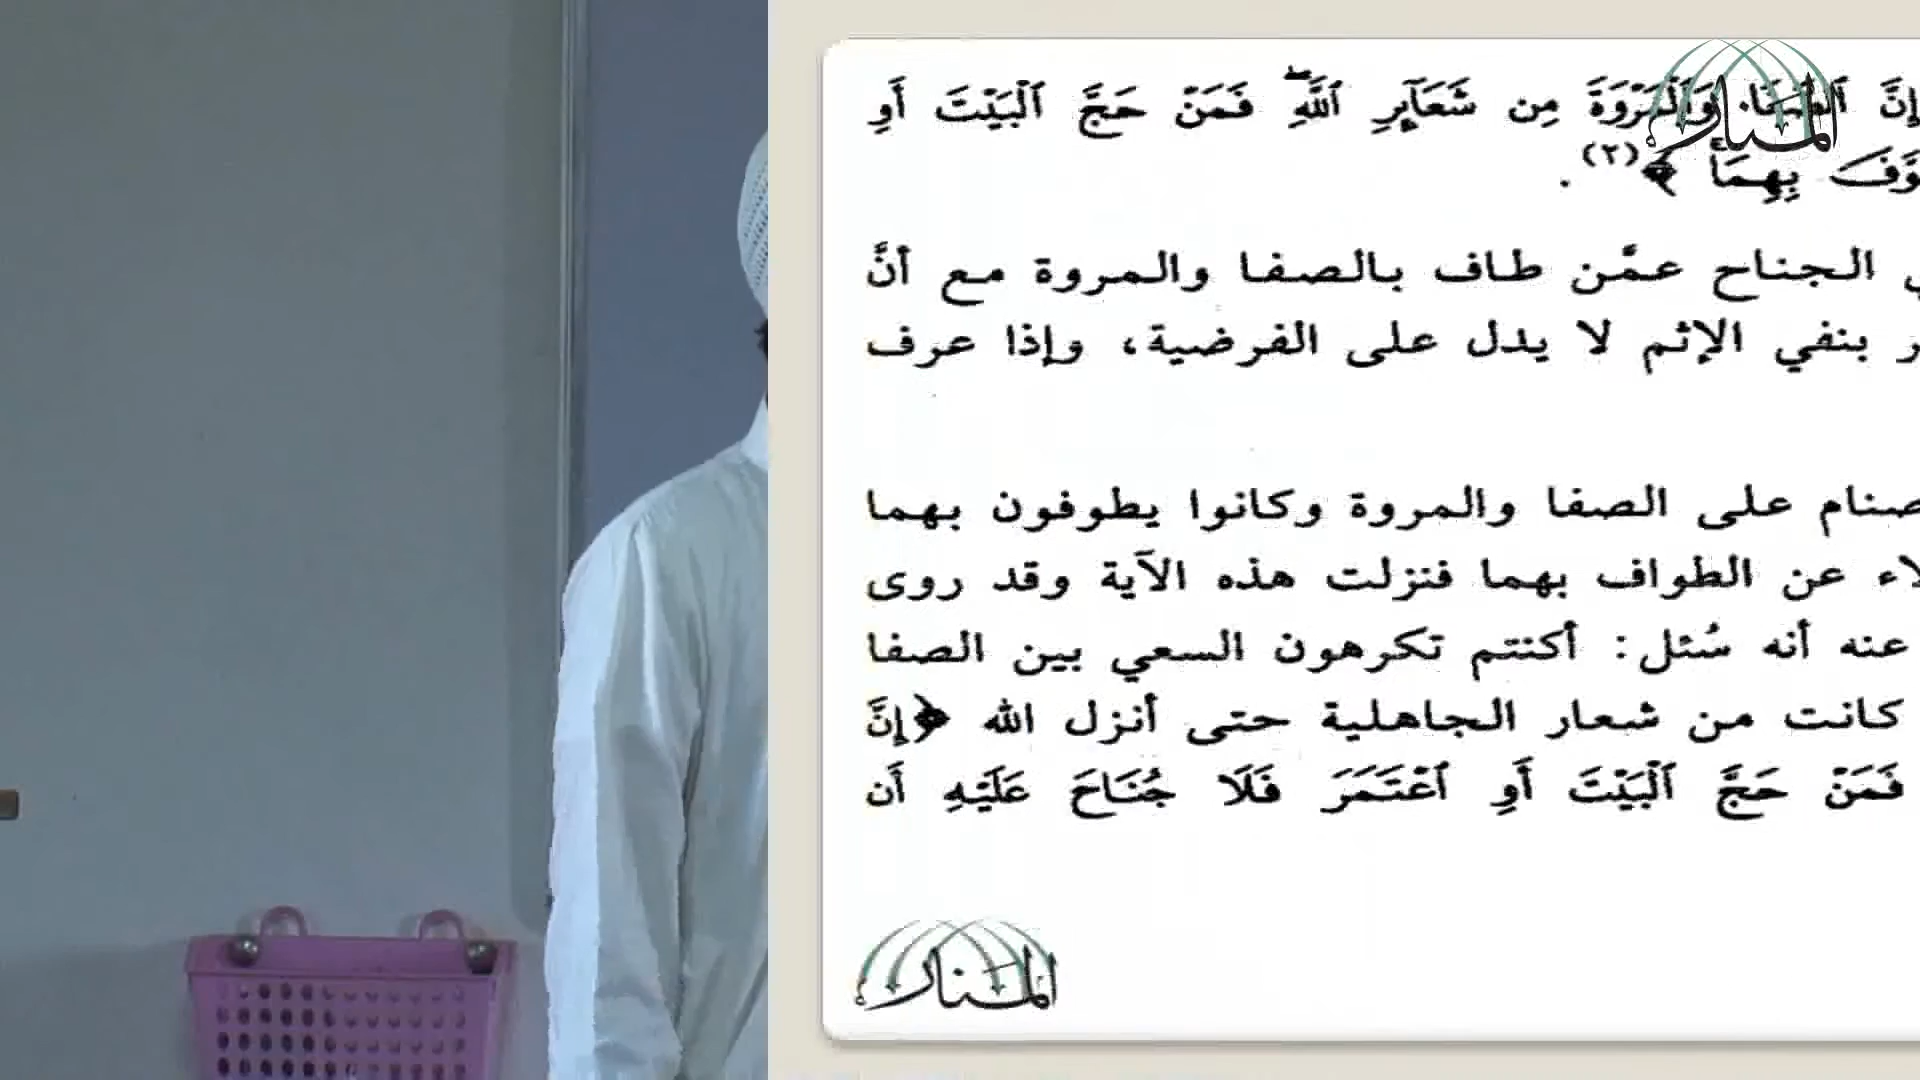 المنار
إِنَّ ٱلصَّفَا وَٱلْمَرْوَةَ مِن شَعَآئِرِ ٱللَّهِۖ فَمَنْ حَجَّ ٱلْبَيْتَ أَوِ
بِهِمَاۚ ﴾(٢) .
الجناح عمَّن طاف بالصفا والمروة مع أنَّ
بنفي الإثم لا يدل على الفرضية، وإذا عرف
على الصفا والمروة وكانوا يطوفون بهما
عن الطواف بهما فنزلت هذه الآية وقد روى
عنه أنه سُئل: أكنتم تكرهون السعي بين الصفا
كانت من شعار الجاهلية حتى أنزل الله ﴿إِنَّ
فَمَنْ حَجَّ ٱلْبَيْتَ أَوِ ٱعْتَمَرَ فَلَا جُنَاحَ عَلَيْهِ أَن
المنار